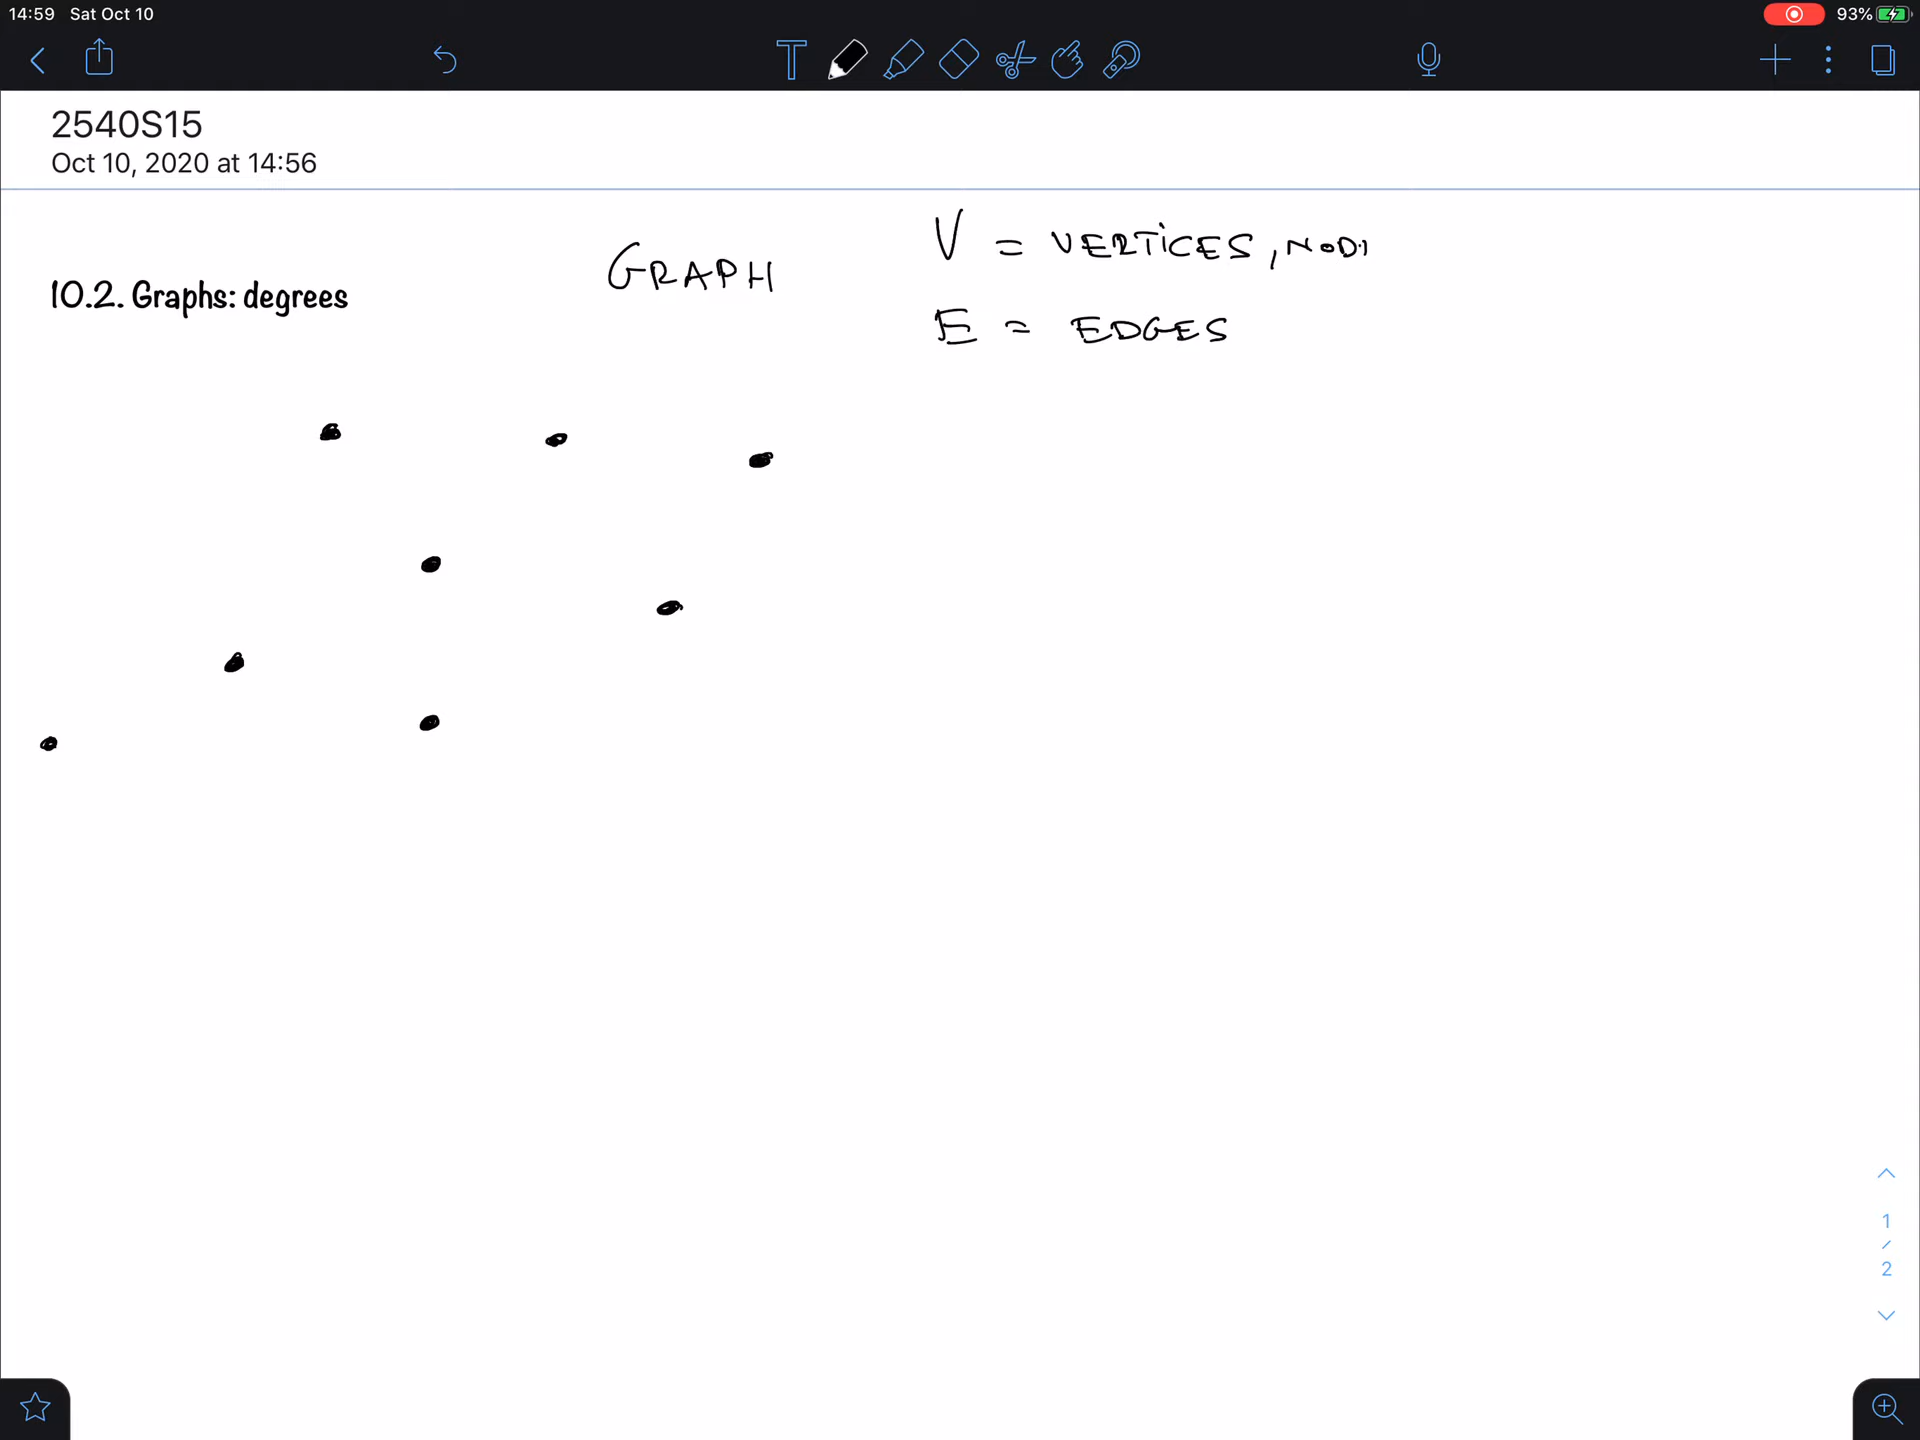 14:59 Sat Oct 10
93%
2540S15
Oct 10, 2020 at 14:56
10.2. Graphs: degrees
GRAPH
V = VERTICES, NODI
E = EDGES
1
/
2